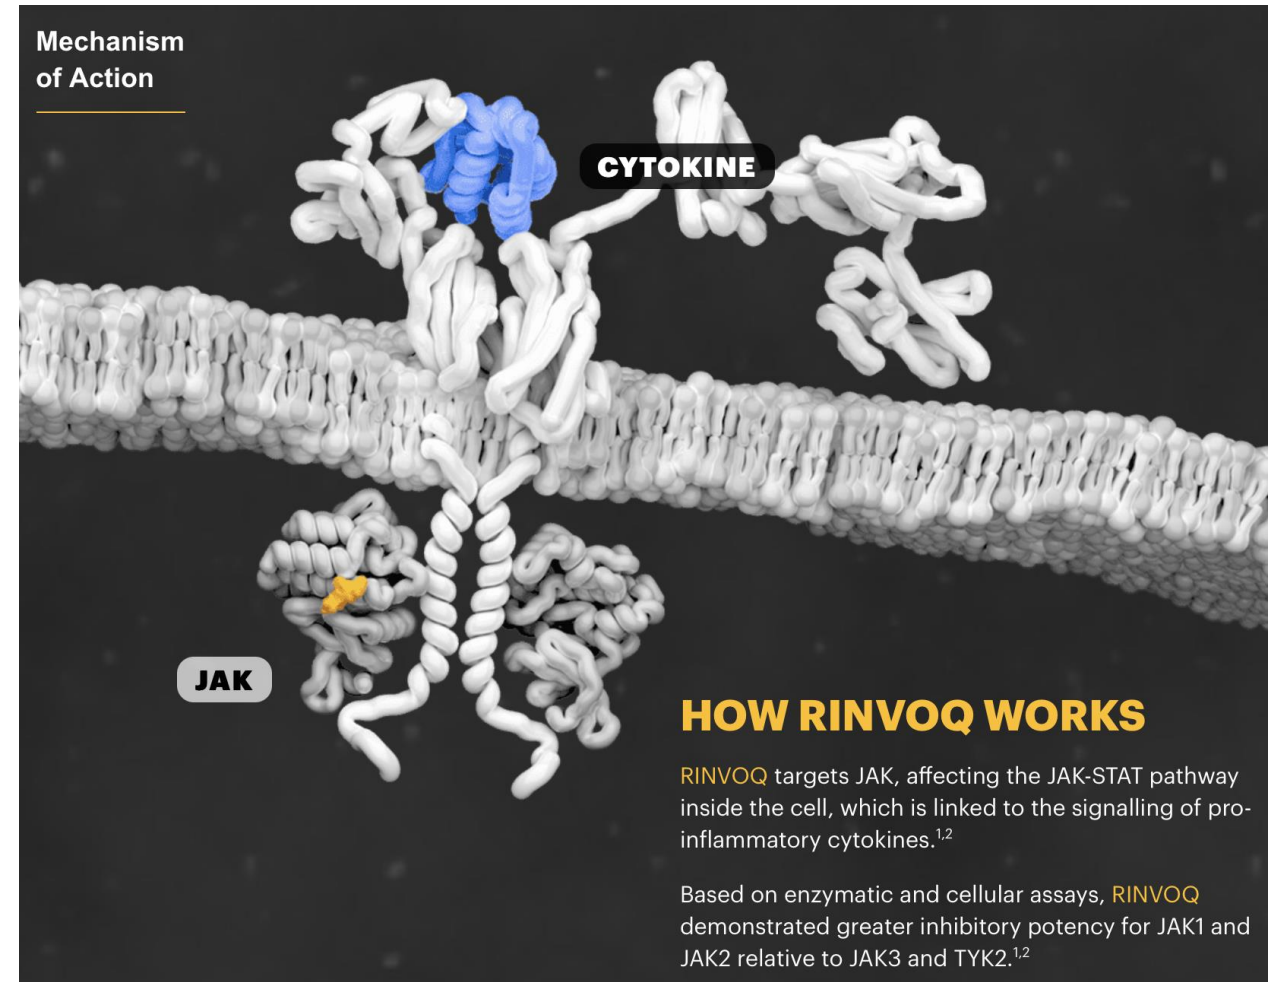 Mechanism
of Action
CYTOKINE
JAK
HOW RINVOQ WORKS
RINVOQ targets JAK, affecting the JAK-STAT pathway
inside the cell, which is linked to the signalling of pro-
inflammatory cytokines.1,2
Based on enzymatic and cellular assays, RINVOQ
demonstrated greater inhibitory potency for JAK1 and
JAK2 relative to JAK3 and TYK2.1,2